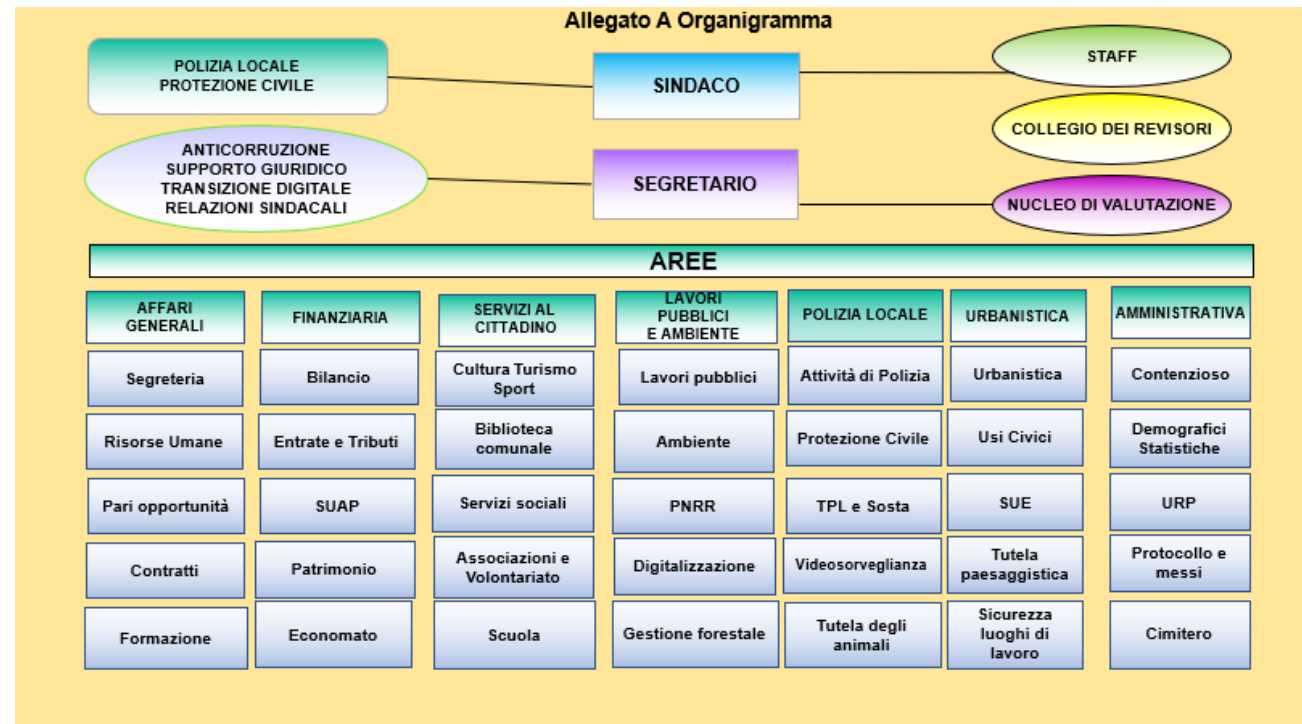 Allegato A Organigramma
POLIZIA LOCALE
PROTEZIONE CIVILE
SINDACO
STAFF
COLLEGIO DEI REVISORI
ANTICORRUZIONE
SUPPORTO GIURIDICO
TRANSIZIONE DIGITALE
RELAZIONI SINDACALI
SEGRETARIO
NUCLEO DI VALUTAZIONE
AREE
AFFARI
GENERALI
FINANZIARIA
SERVIZI AL
CITTADINO
LAVORI
PUBBLICI
E AMBIENTE
POLIZIA LOCALE
URBANISTICA
AMMINISTRATIVA
Segreteria
Bilancio
Cultura Turismo
Sport
Lavori pubblici
Attività di Polizia
Urbanistica
Contenzioso
Risorse Umane
Entrate e Tributi
Biblioteca
comunale
Ambiente
Protezione Civile
Usi Civici
Demografici
Statistiche
Pari opportunità
SUAP
Servizi sociali
PNRR
TPL e Sosta
SUE
URP
Contratti
Patrimonio
Associazioni e
Volontariato
Digitalizzazione
Videosorveglianza
Tutela
paesaggistica
Protocollo e
messi
Formazione
Economato
Scuola
Gestione forestale
Tutela degli
animali
Sicurezza
luoghi di
lavoro
Cimitero